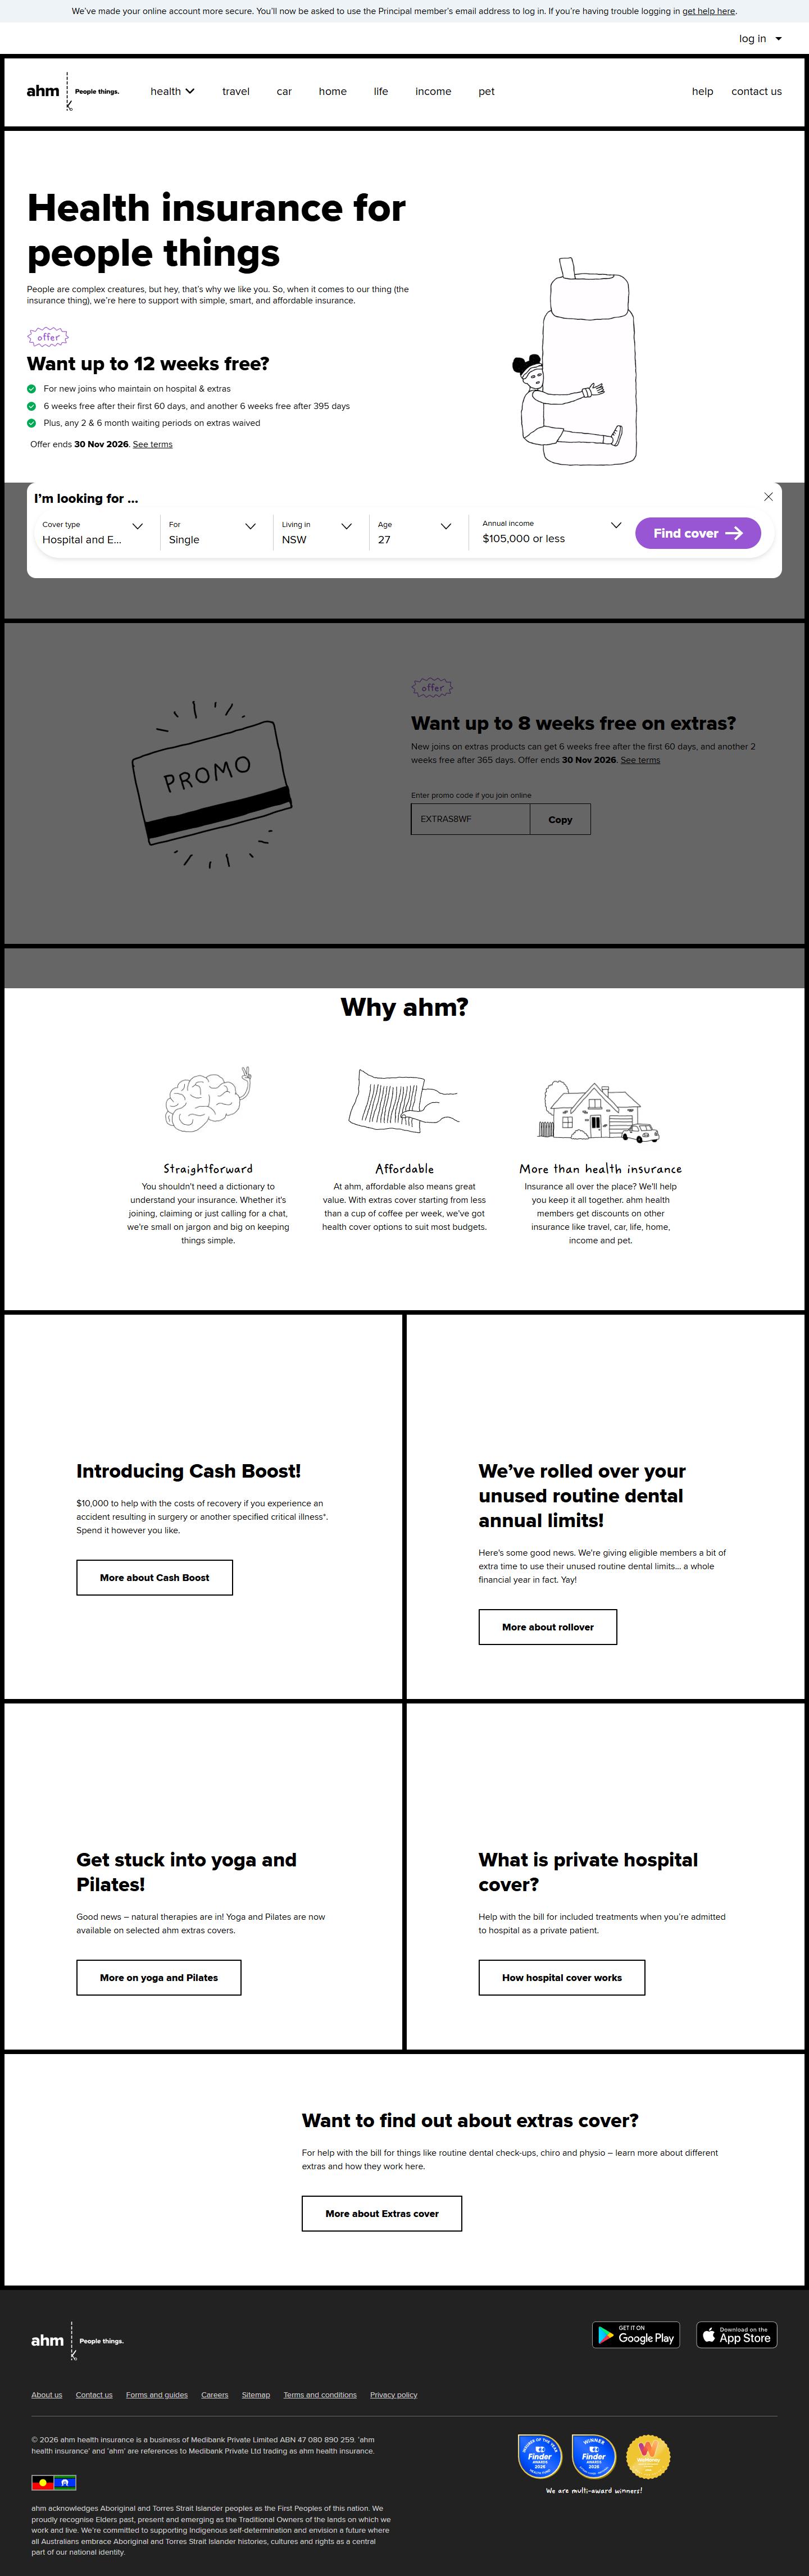 We've made your online account more secure. You'll now be asked to use the Principal member's email address to log in. If you're having trouble logging in get help here.
log in
ahm People things.
health travel car home life income pet help contact us
Health insurance for
people things
People are complex creatures, but hey, that's why we like you. So, when it comes to our thing (the
insurance thing), we're here to support with simple, smart, and affordable insurance.
offer
Want up to 12 weeks free?
For new joins who maintain on hospital & extras
6 weeks free after their first 60 days, and another 6 weeks free after 395 days
Plus, any 2 & 6 month waiting periods on extras waived
Offer ends 30 Nov 2026. See terms
I'm looking for ...
Cover type For Living in Age Annual income
Hospital and E... Single NSW 27 $105,000 or less
Find cover
offer
Want up to 8 weeks free on extras?
New joins on extras products can get 6 weeks free after the first 60 days, and another 2
weeks free after 365 days. Offer ends 30 Nov 2026. See terms
PROMO
Enter promo code if you join online
EXTRAS8WF Copy
Why ahm?
Straightforward
You shouldn't need a dictionary to
understand your insurance. Whether it's
joining, claiming or just calling for a chat,
we're small on jargon and big on keeping
things simple.
Affordable
At ahm, affordable also means great
value. With extras cover starting from less
than a cup of coffee per week, we've got
health cover options to suit most budgets.
More than health insurance
Insurance all over the place? We'll help
you keep it all together. ahm health
members get discounts on other
insurance like travel, car, life, home,
income and pet.
Introducing Cash Boost!
$10,000 to help with the costs of recovery if you experience an
accident resulting in surgery or another specified critical illness*.
Spend it however you like.
More about Cash Boost
We've rolled over your
unused routine dental
annual limits!
Here's some good news. We're giving eligible members a bit of
extra time to use their unused routine dental limits... a whole
financial year in fact. Yay!
More about rollover
Get stuck into yoga and
Pilates!
Good news – natural therapies are in! Yoga and Pilates are now
available on selected ahm extras covers.
More on yoga and Pilates
What is private hospital
cover?
Help with the bill for included treatments when you're admitted
to hospital as a private patient.
How hospital cover works
Want to find out about extras cover?
For help with the bill for things like routine dental check-ups, chiro and physio – learn more about different
extras and how they work here.
More about Extras cover
ahm People things.
GET IT ON
Google Play
Download on the
App Store
About us Contact us Forms and guides Careers Sitemap Terms and conditions Privacy policy
© 2026 ahm health insurance is a business of Medibank Private Limited ABN 47 080 890 259. 'ahm
health insurance' and 'ahm' are references to Medibank Private Ltd trading as ahm health insurance.
Finder
AWARDS
2026
WINNER
Finder
AWARDS
2026
We are multi-award winners!
ahm acknowledges Aboriginal and Torres Strait Islander peoples as the First Peoples of this nation. We
proudly recognise Elders past, present and emerging as the Traditional Owners of the lands on which we
work and live. We're committed to supporting Indigenous self-determination and envision a future where
all Australians embrace Aboriginal and Torres Strait Islander histories, cultures and rights as a central
part of our national identity.